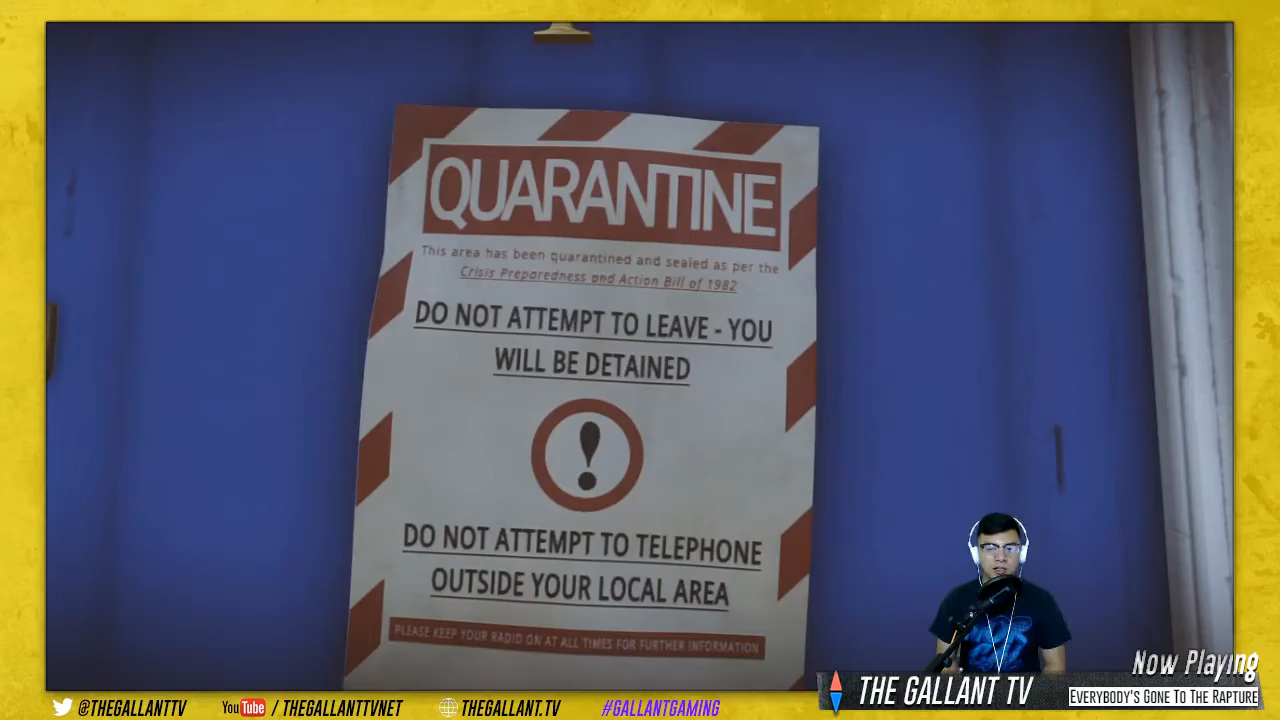 QUARANTINE
This area has been quarantined and sealed as per the
Crisis Preparedness and Action Bill of 1982
DO NOT ATTEMPT TO LEAVE - YOU
WILL BE DETAINED
!
DO NOT ATTEMPT TO TELEPHONE
OUTSIDE YOUR LOCAL AREA
PLEASE KEEP YOUR RADIO ON AT ALL TIMES FOR FURTHER INFORMATION
Now Playing
THE GALLANT TV
EVERYBODY'S GONE TO THE RAPTURE
@THEGALLANTTV
YouTube / THEGALLANTTVNET
THEGALLANT.TV
#GALLANTGAMING